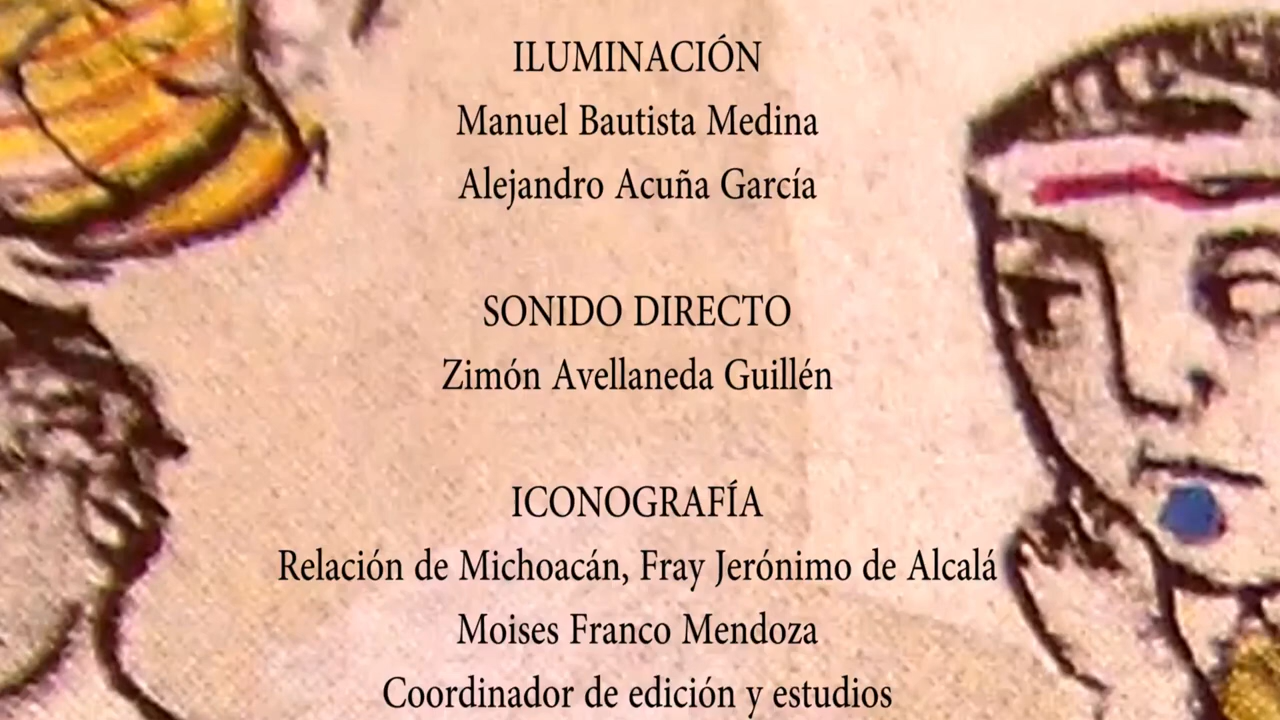 ILUMINACIÓN
Manuel Bautista Medina
Alejandro Acuña García
SONIDO DIRECTO
Zimón Avellaneda Guillén
ICONOGRAFÍA
Relación de Michoacán, Fray Jerónimo de Alcalá
Moises Franco Mendoza
Coordinador de edición y estudios